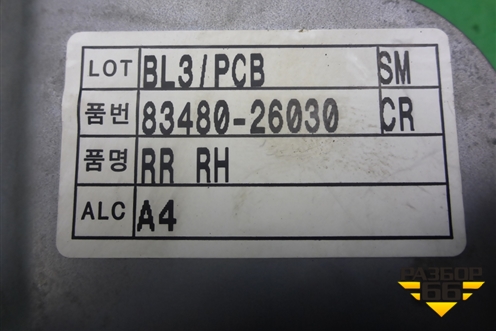 LOT BL3/PCB SM
품번 83480-26030 CR
품명 RR RH
ALC A4
РАЗБОР
66